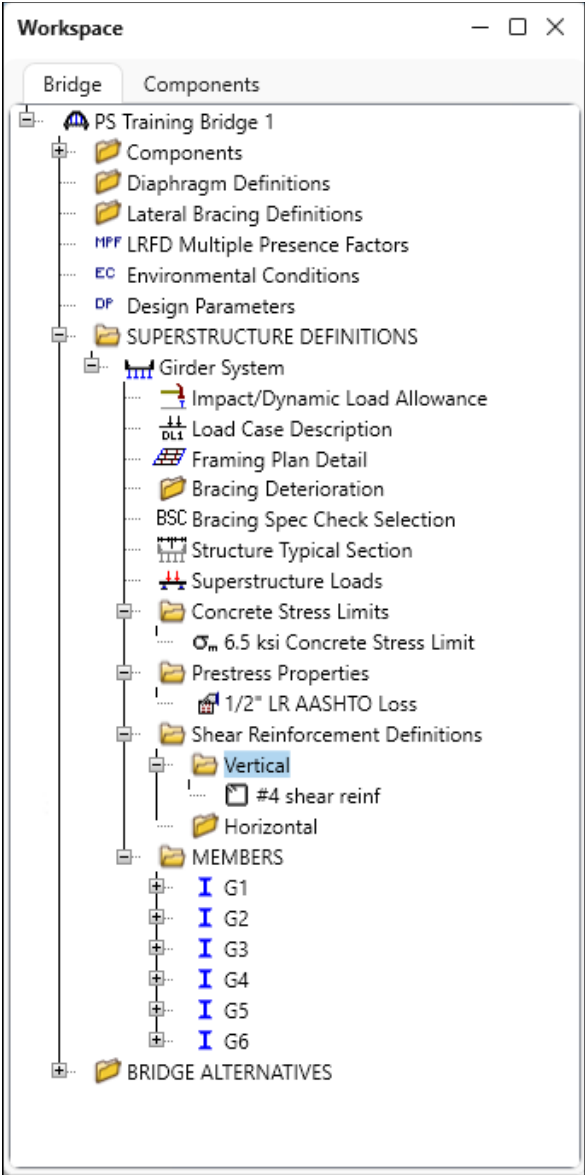 Workspace
Bridge Components
PS Training Bridge 1
Components
Diaphragm Definitions
Lateral Bracing Definitions
MPF LRFD Multiple Presence Factors
EC Environmental Conditions
DP Design Parameters
SUPERSTRUCTURE DEFINITIONS
Girder System
Impact/Dynamic Load Allowance
DL1 Load Case Description
Framing Plan Detail
Bracing Deterioration
BSC Bracing Spec Check Selection
Structure Typical Section
Superstructure Loads
Concrete Stress Limits
σm 6.5 ksi Concrete Stress Limit
Prestress Properties
1/2" LR AASHTO Loss
Shear Reinforcement Definitions
Vertical
#4 shear reinf
Horizontal
MEMBERS
G1
G2
G3
G4
G5
G6
BRIDGE ALTERNATIVES